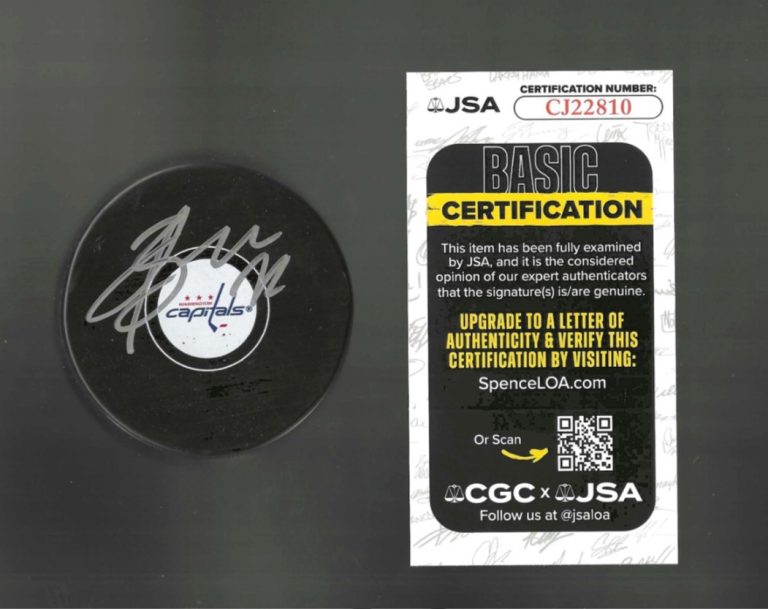 WASHINGTON
capitals®
JSA
CERTIFICATION NUMBER:
CJ22810
BASIC
CERTIFICATION
This item has been fully examined
by JSA, and it is the considered
opinion of our expert authenticators
that the signature(s) is/are genuine.
UPGRADE TO A LETTER OF
AUTHENTICITY & VERIFY THIS
CERTIFICATION BY VISITING:
SpenceLOA.com
Or Scan
CGC x JSA
Follow us at @jsaloa